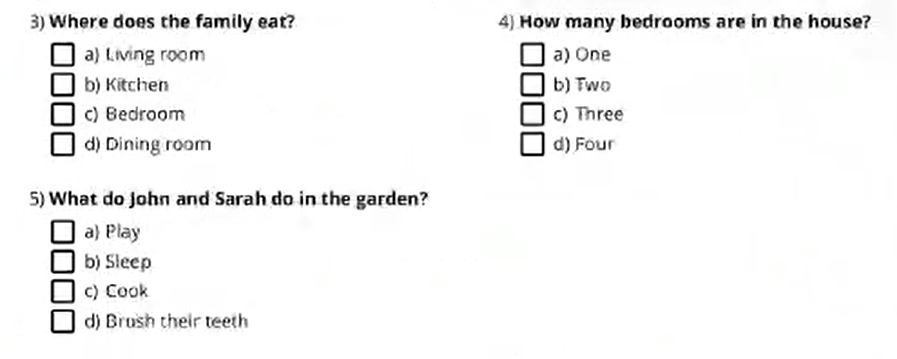 3) Where does the family eat?
a) Living room
b) Kitchen
c) Bedroom
d) Dining room
4) How many bedrooms are in the house?
a) One
b) Two
c) Three
d) Four
5) What do John and Sarah do in the garden?
a) Play
b) Sleep
c) Cook
d) Brush their teeth